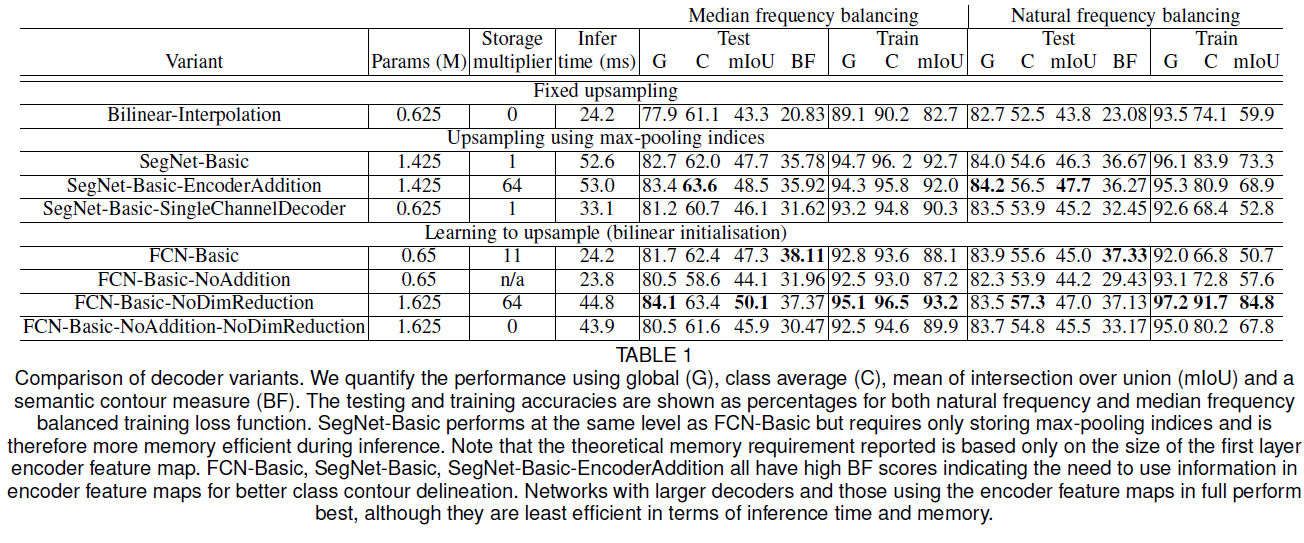 Median frequency balancing Natural frequency balancing
Storage Infer Test Train Test Train
Variant Params (M) multiplier time (ms) G C mIoU BF G C mIoU G C mIoU BF G C mIoU
Fixed upsampling
Bilinear-Interpolation 0.625 0 24.2 77.9 61.1 43.3 20.83 89.1 90.2 82.7 82.7 52.5 43.8 23.08 93.5 74.1 59.9
Upsampling using max-pooling indices
SegNet-Basic 1.425 1 52.6 82.7 62.0 47.7 35.78 94.7 96. 2 92.7 84.0 54.6 46.3 36.67 96.1 83.9 73.3
SegNet-Basic-EncoderAddition 1.425 64 53.0 83.4 63.6 48.5 35.92 94.3 95.8 92.0 84.2 56.5 47.7 36.27 95.3 80.9 68.9
SegNet-Basic-SingleChannelDecoder 0.625 1 33.1 81.2 60.7 46.1 31.62 93.2 94.8 90.3 83.5 53.9 45.2 32.45 92.6 68.4 52.8
Learning to upsample (bilinear initialisation)
FCN-Basic 0.65 11 24.2 81.7 62.4 47.3 38.11 92.8 93.6 88.1 83.9 55.6 45.0 37.33 92.0 66.8 50.7
FCN-Basic-NoAddition 0.65 n/a 23.8 80.5 58.6 44.1 31.96 92.5 93.0 87.2 82.3 53.9 44.2 29.43 93.1 72.8 57.6
FCN-Basic-NoDimReduction 1.625 64 44.8 84.1 63.4 50.1 37.37 95.1 96.5 93.2 83.5 57.3 47.0 37.13 97.2 91.7 84.8
FCN-Basic-NoAddition-NoDimReduction 1.625 0 43.9 80.5 61.6 45.9 30.47 92.5 94.6 89.9 83.7 54.8 45.5 33.17 95.0 80.2 67.8
TABLE 1
Comparison of decoder variants. We quantify the performance using global (G), class average (C), mean of intersection over union (mIoU) and a
semantic contour measure (BF). The testing and training accuracies are shown as percentages for both natural frequency and median frequency
balanced training loss function. SegNet-Basic performs at the same level as FCN-Basic but requires only storing max-pooling indices and is
therefore more memory efficient during inference. Note that the theoretical memory requirement reported is based only on the size of the first layer
encoder feature map. FCN-Basic, SegNet-Basic, SegNet-Basic-EncoderAddition all have high BF scores indicating the need to use information in
encoder feature maps for better class contour delineation. Networks with larger decoders and those using the encoder feature maps in full perform
best, although they are least efficient in terms of inference time and memory.